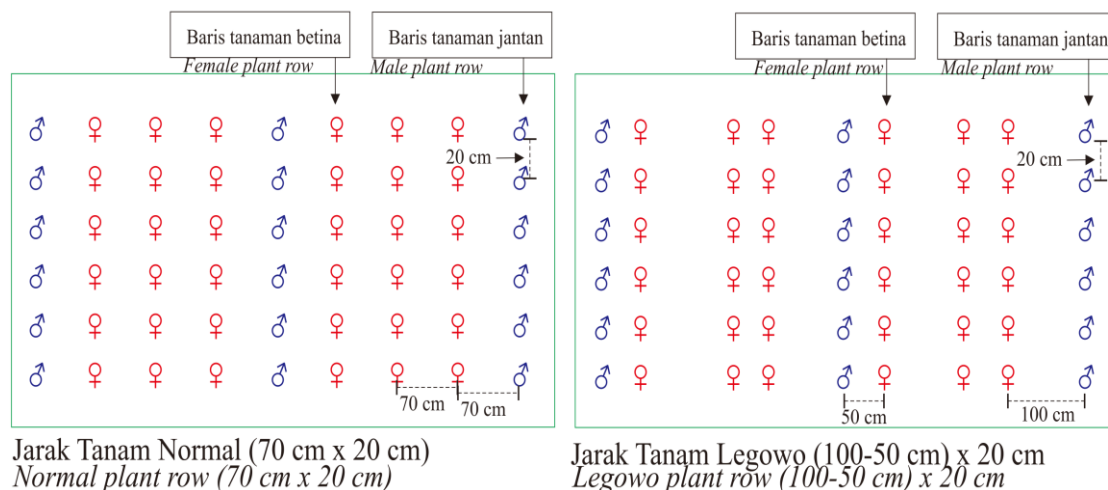 Baris tanaman betina
Female plant row
Baris tanaman jantan
Male plant row
20 cm
70 cm
70 cm
Jarak Tanam Normal (70 cm x 20 cm)
Normal plant row (70 cm x 20 cm)
Baris tanaman betina
Female plant row
Baris tanaman jantan
Male plant row
20 cm
50 cm
100 cm
Jarak Tanam Legowo (100-50 cm) x 20 cm
Legowo plant row (100-50 cm) x 20 cm